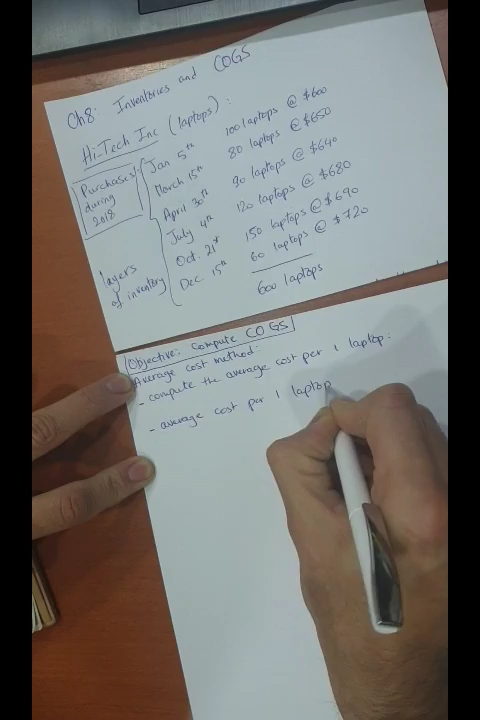 Ch8: Inventories and COGS
Hi-Tech Inc (laptops):
Purchases during 2018
Jan 5th 100 laptops @ $600
March 15th 80 laptops @ $650
April 30th 90 laptops @ $640
July 4th 120 laptops @ $680
Oct. 21st 150 laptops @ $690
Dec. 15th 60 laptops @ $720
600 laptops
layers of inventory
Objective: Compute COGS
Average cost method:
- compute the average cost per 1 laptop:
- average cost per 1 laptop